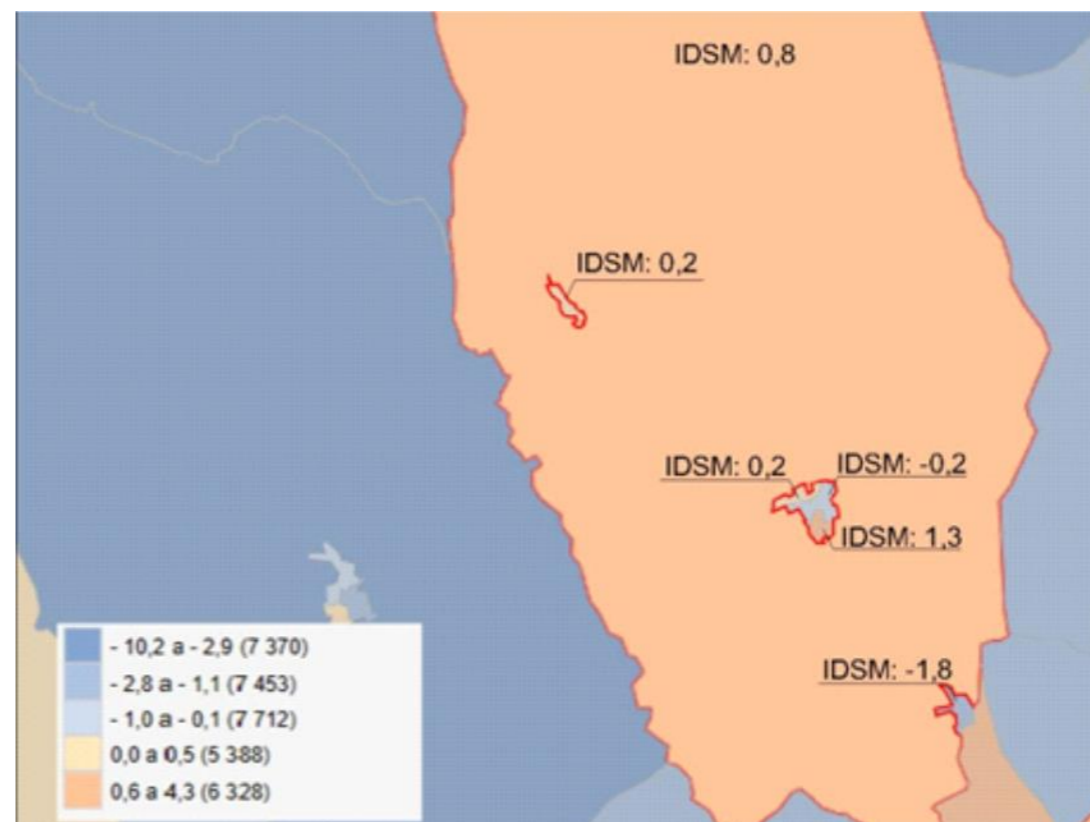 IDSM: 0,8
IDSM: 0,2
IDSM: 0,2
IDSM: -0,2
IDSM: 1,3
IDSM: -1,8
- 10,2 a - 2,9 (7 370)
- 2,8 a - 1,1 (7 453)
- 1,0 a - 0,1 (7 712)
0,0 a 0,5 (5 388)
0,6 a 4,3 (6 328)